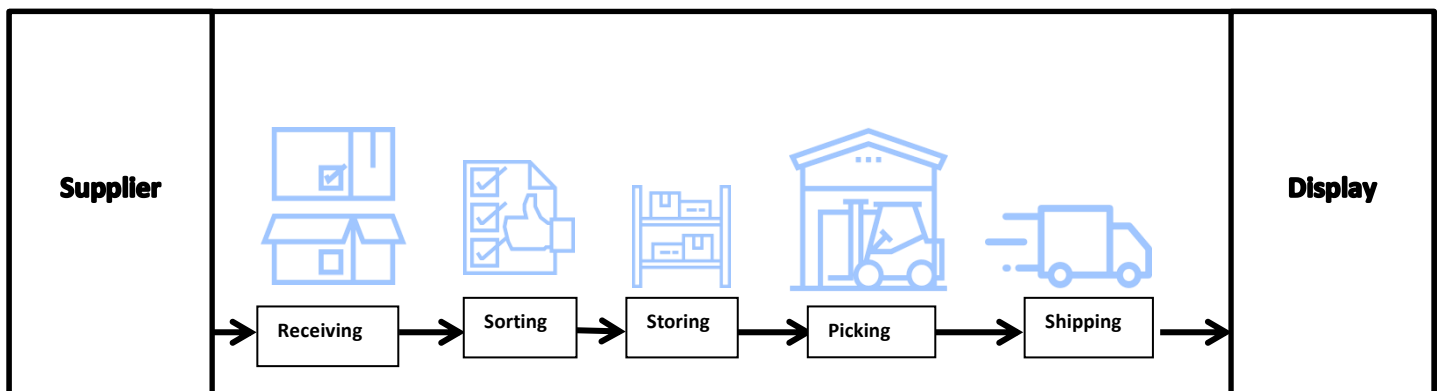 Supplier
Display
Receiving
Sorting
Storing
Picking
Shipping